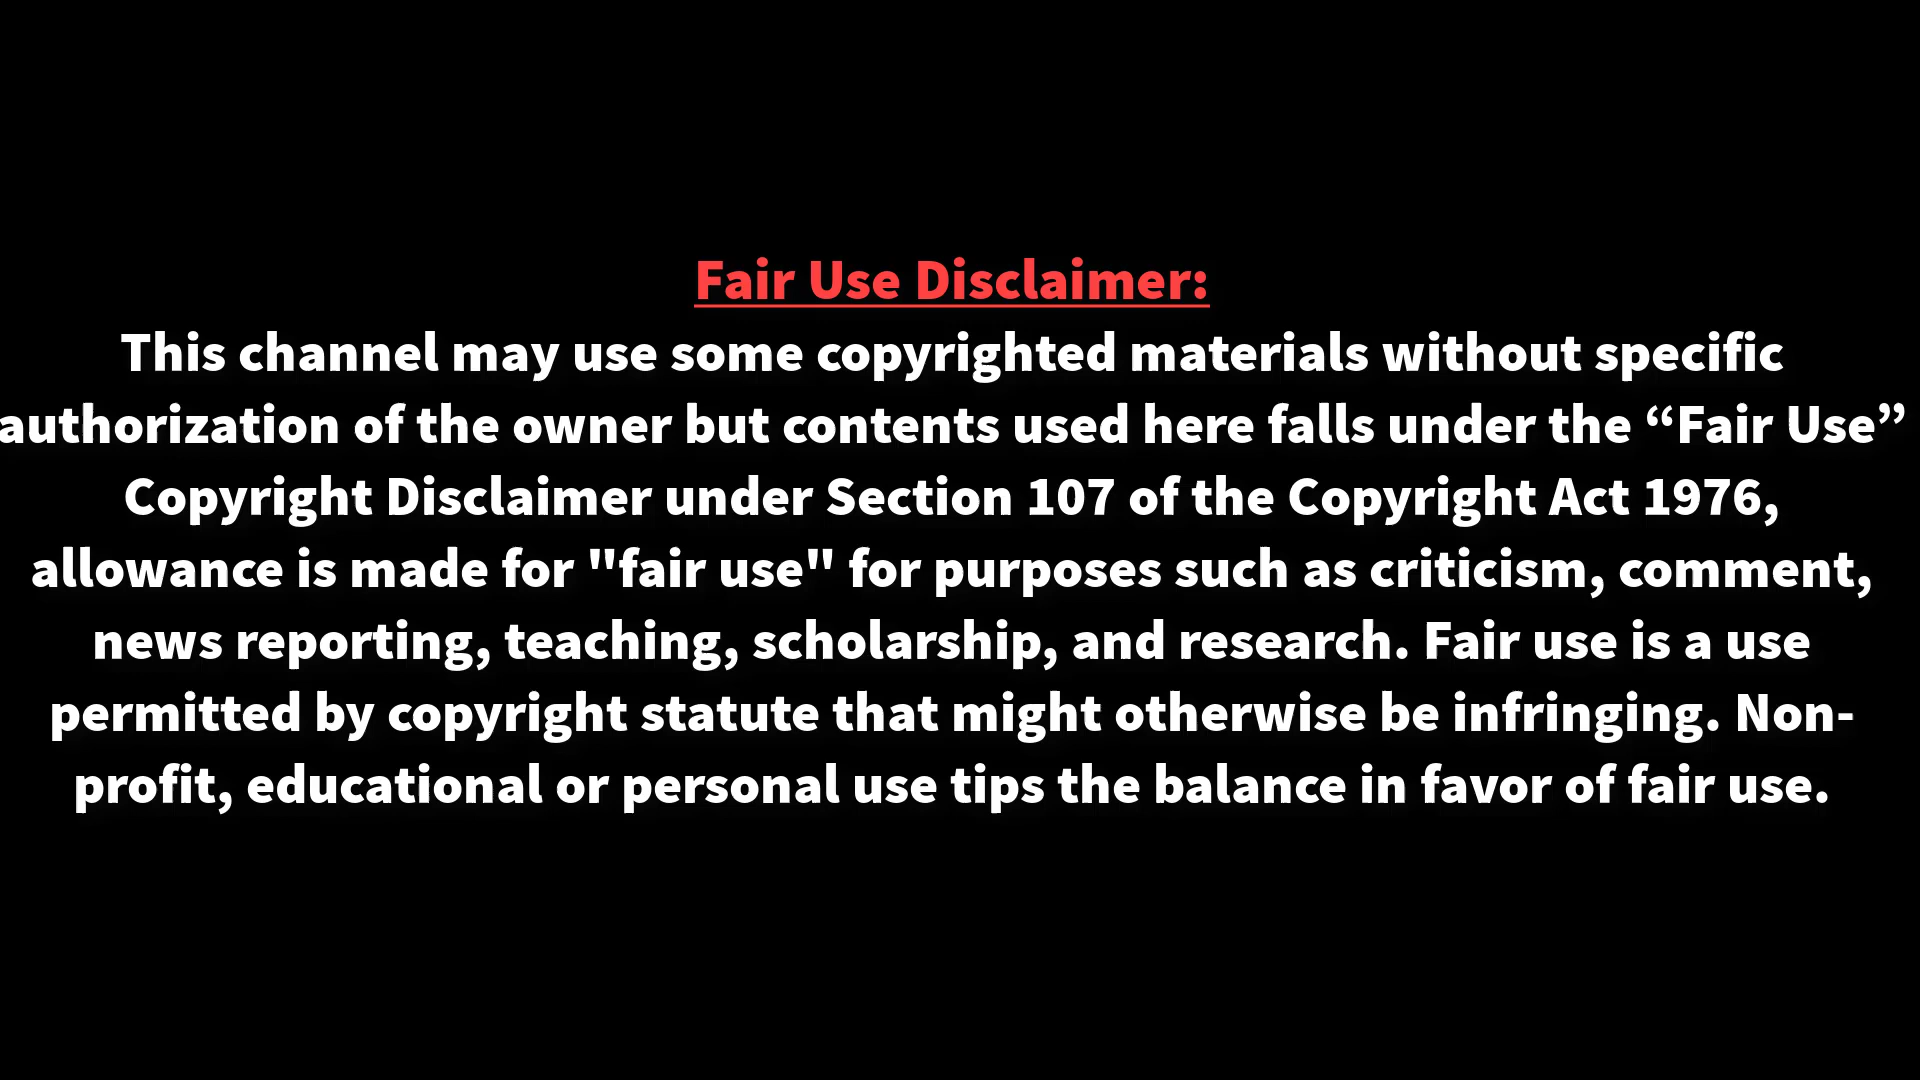 Fair Use Disclaimer:
This channel may use some copyrighted materials without specific
authorization of the owner but contents used here falls under the “Fair Use”
Copyright Disclaimer under Section 107 of the Copyright Act 1976,
allowance is made for "fair use" for purposes such as criticism, comment,
news reporting, teaching, scholarship, and research. Fair use is a use
permitted by copyright statute that might otherwise be infringing. Non-
profit, educational or personal use tips the balance in favor of fair use.